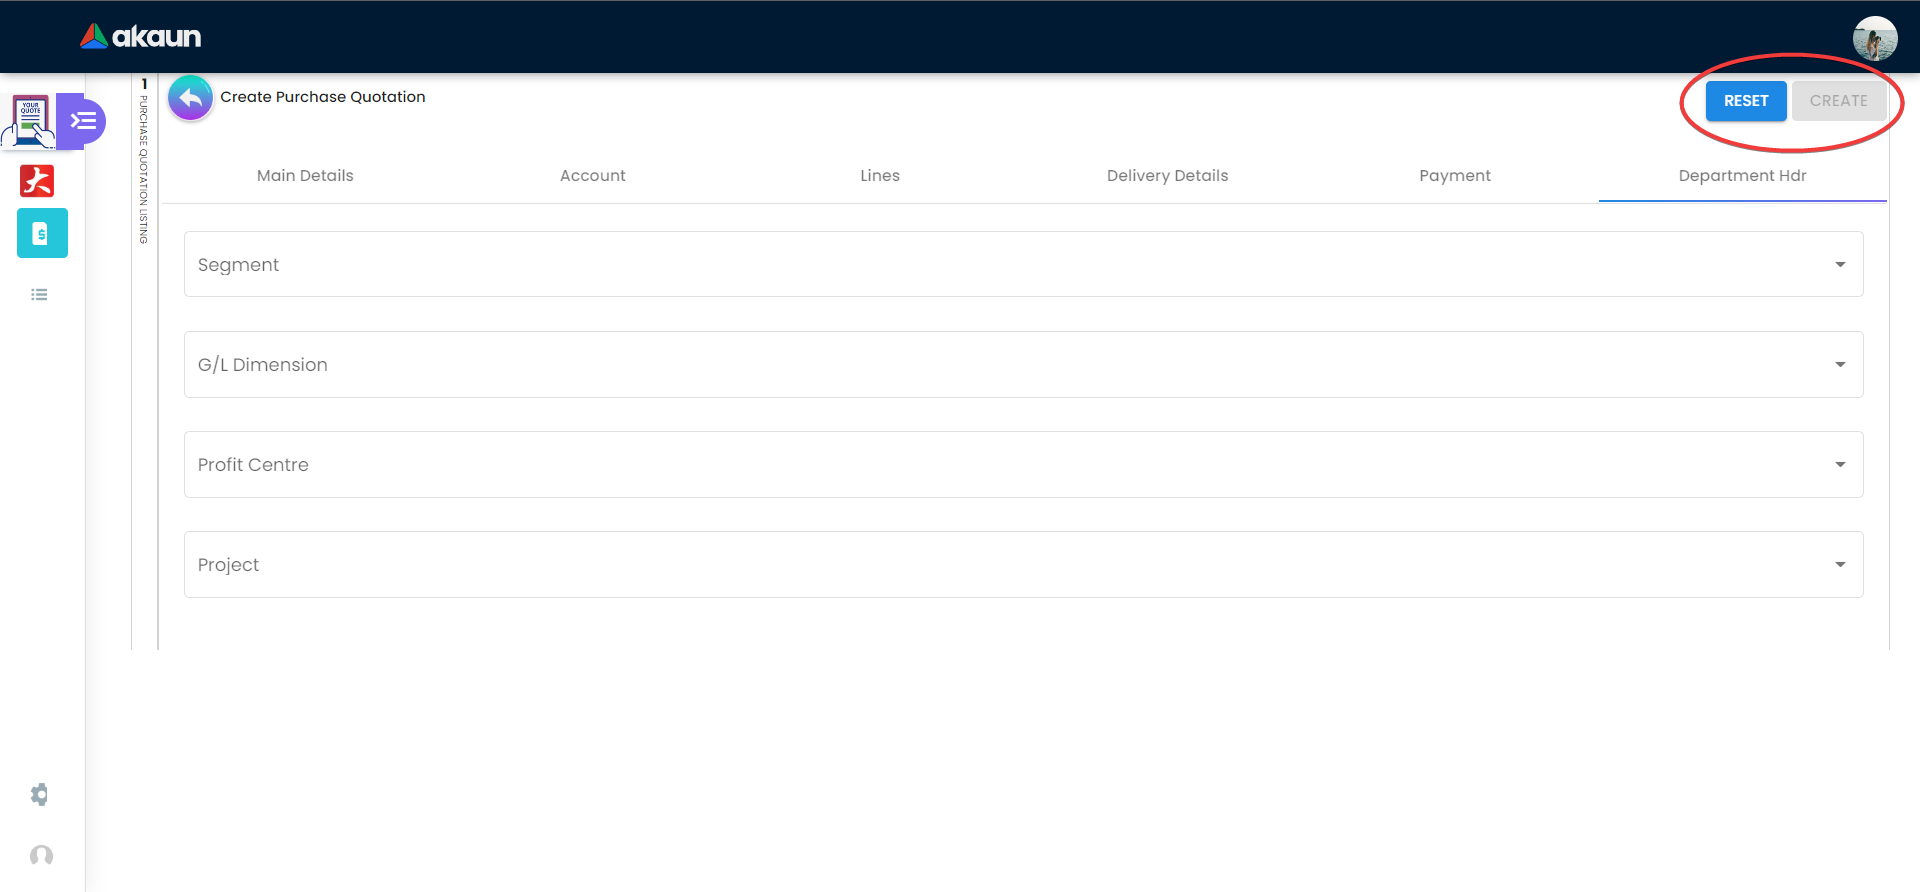 akaun
YOUR
QUOTE
1
PURCHASE QUOTATION LISTING
Create Purchase Quotation
RESET
CREATE
Main Details
Account
Lines
Delivery Details
Payment
Department Hdr
Segment
G/L Dimension
Profit Centre
Project
大
$